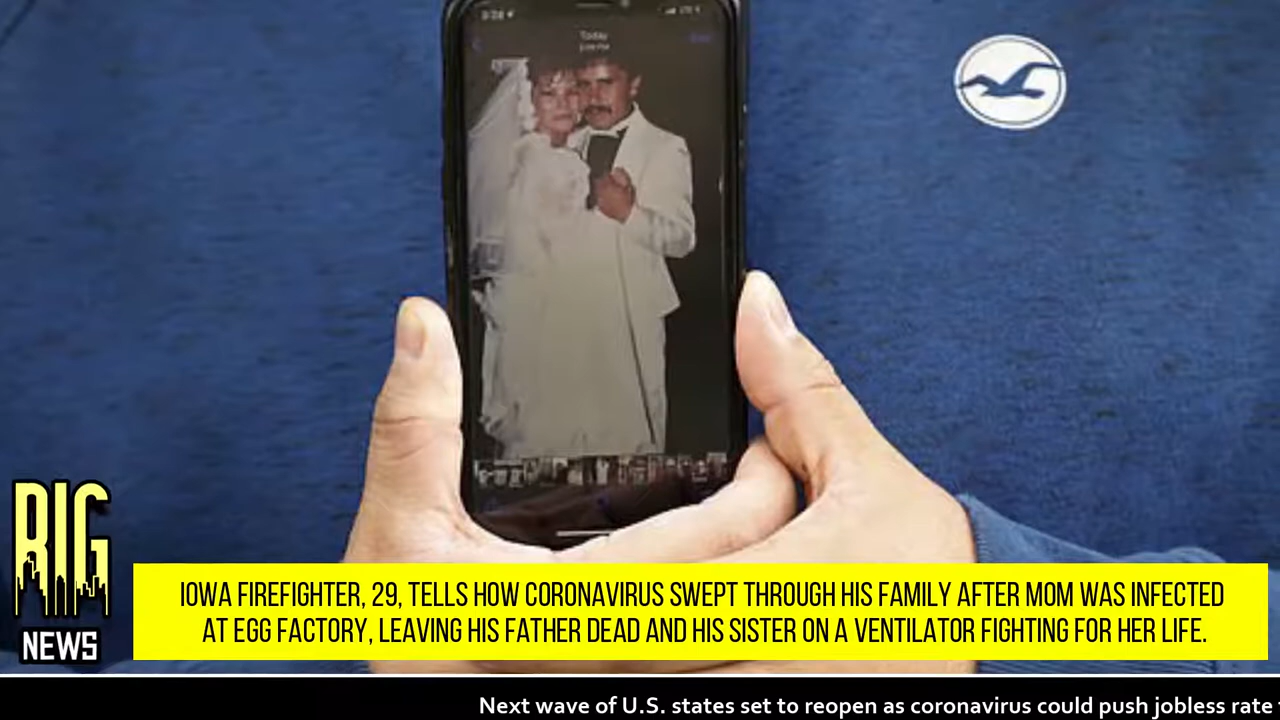 Today
BIG
NEWS
IOWA FIREFIGHTER, 29, TELLS HOW CORONAVIRUS SWEPT THROUGH HIS FAMILY AFTER MOM WAS INFECTED
AT EGG FACTORY, LEAVING HIS FATHER DEAD AND HIS SISTER ON A VENTILATOR FIGHTING FOR HER LIFE.
Next wave of U.S. states set to reopen as coronavirus could push jobless rate